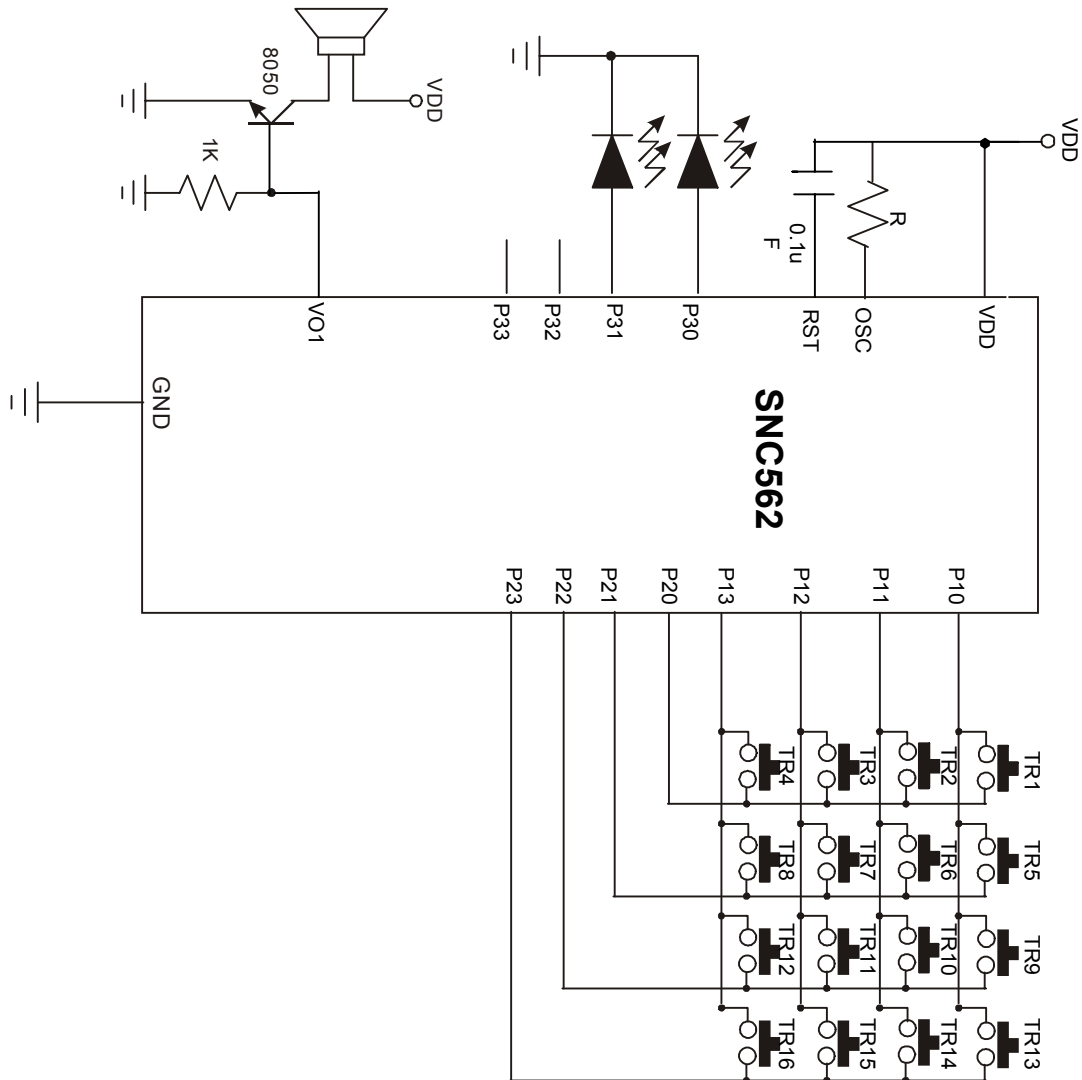 8050
VDD
1K
VDD
R
0.1u
F
VO1
P33
P32
P31
P30
RST
OSC
VDD
GND
SNC562
P23
P22
P21
P20
P13
P12
P11
P10
TR4
TR3
TR2
TR1
TR8
TR7
TR6
TR5
TR12
TR11
TR10
TR9
TR16
TR15
TR14
TR13